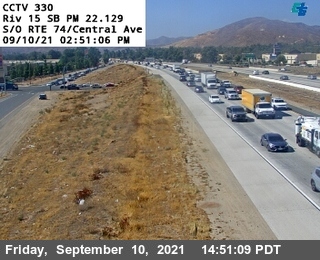 CCTV 330
Riv 15 SB PM 22.129
S/O RTE 74/Central Ave
09/10/21 02:51:06 PM
Friday, September 10, 2021 14:51:09 PDT